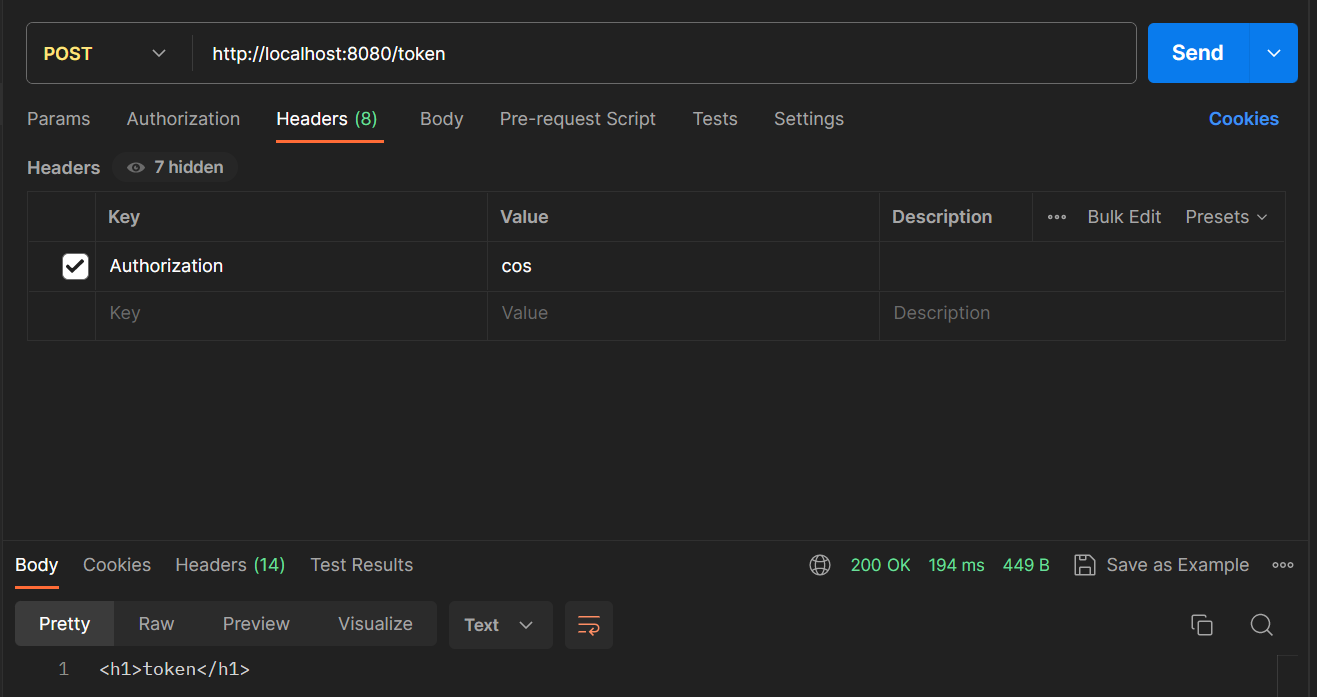 POST http://localhost:8080/token Send
Params Authorization Headers (8) Body Pre-request Script Tests Settings Cookies
Headers 7 hidden
Key Value Description Bulk Edit Presets
Authorization cos
Key Value Description
Body Cookies Headers (14) Test Results 200 OK 194 ms 449 B Save as Example
Pretty Raw Preview Visualize Text
1 <h1>token</h1>